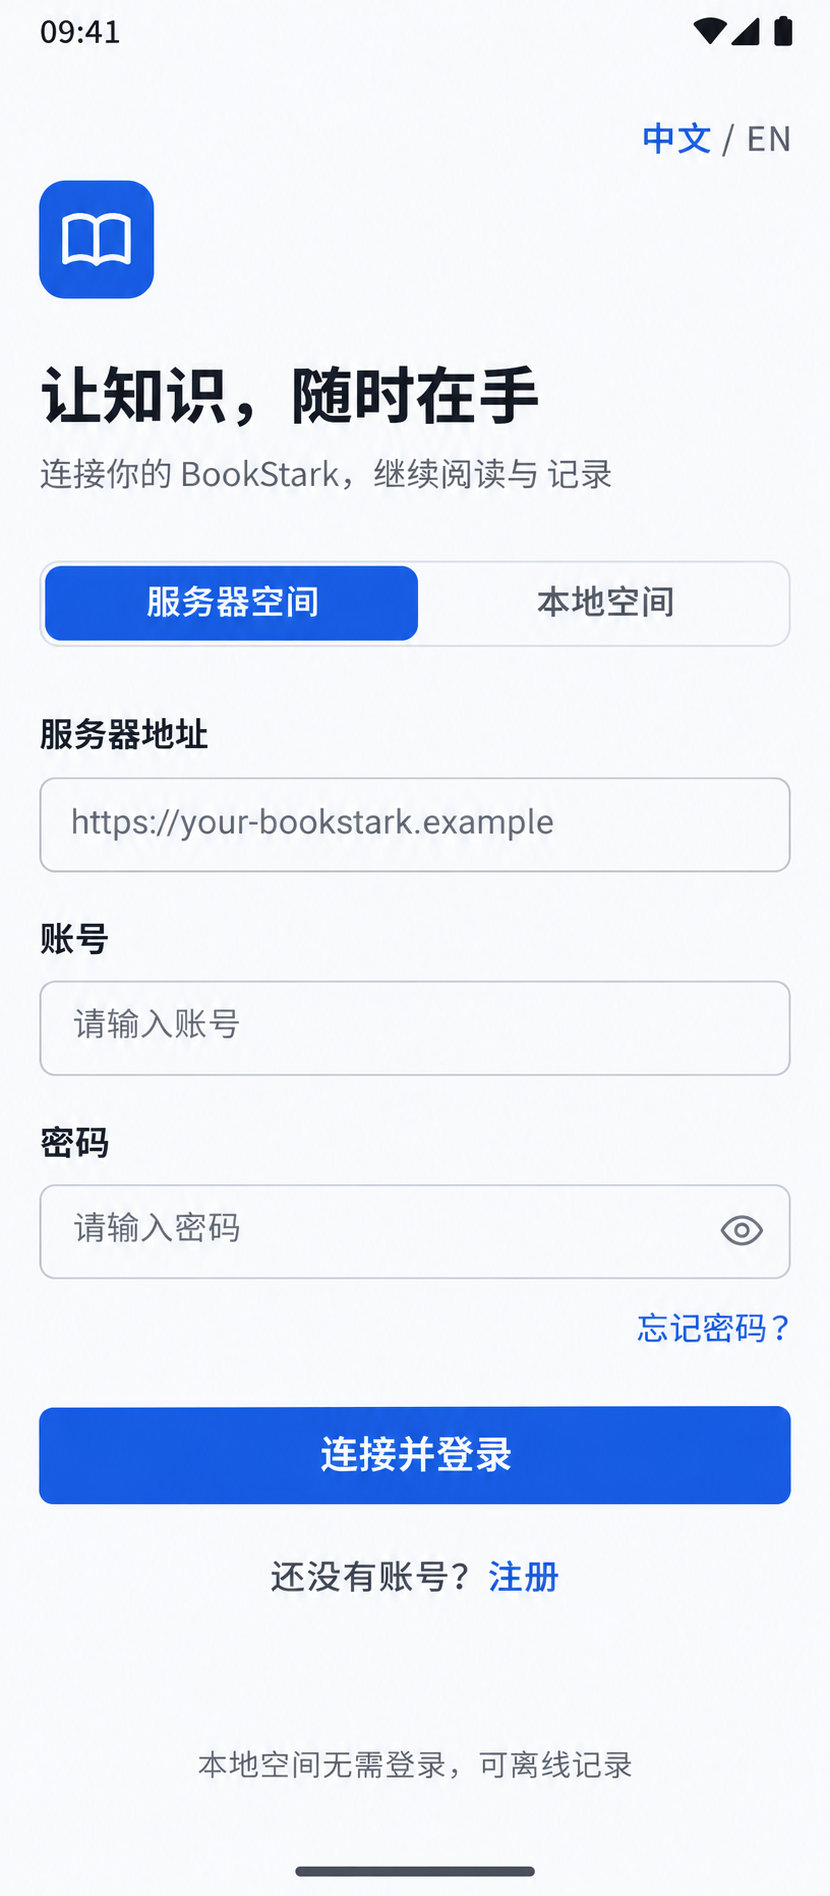 09:41
中文 / EN
让知识，随时在手
连接你的 BookStark，继续阅读与 记录
服务器空间
本地空间
服务器地址
https://your-bookstark.example
账号
请输入账号
密码
请输入密码
忘记密码？
连接并登录
还没有账号？注册
本地空间无需登录，可离线记录